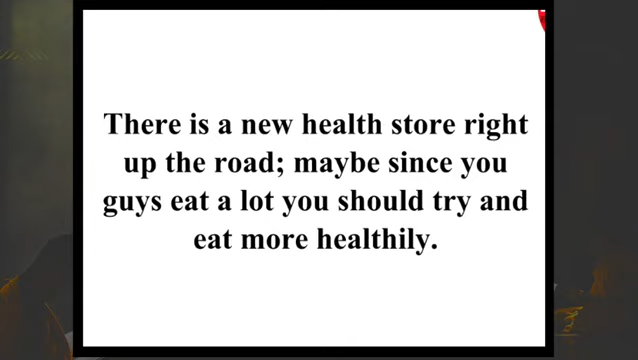 There is a new health store right
up the road; maybe since you
guys eat a lot you should try and
eat more healthily.